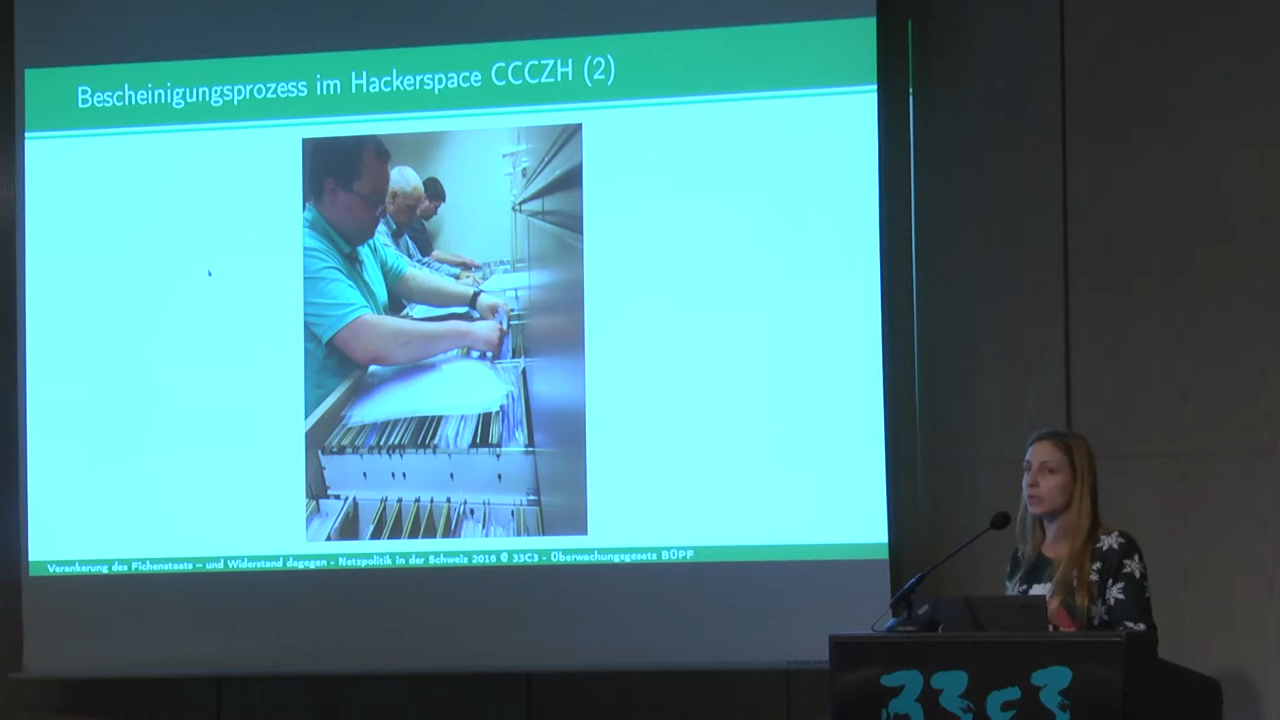 Bescheinigungsprozess im Hackerspace CCCZH (2)
Verankerung des Fichenstaats – und Widerstand dagegen - Netzpolitik in der Schweiz 2016 @ 33C3 - Überwachungsgesetz BÜPF
33c3